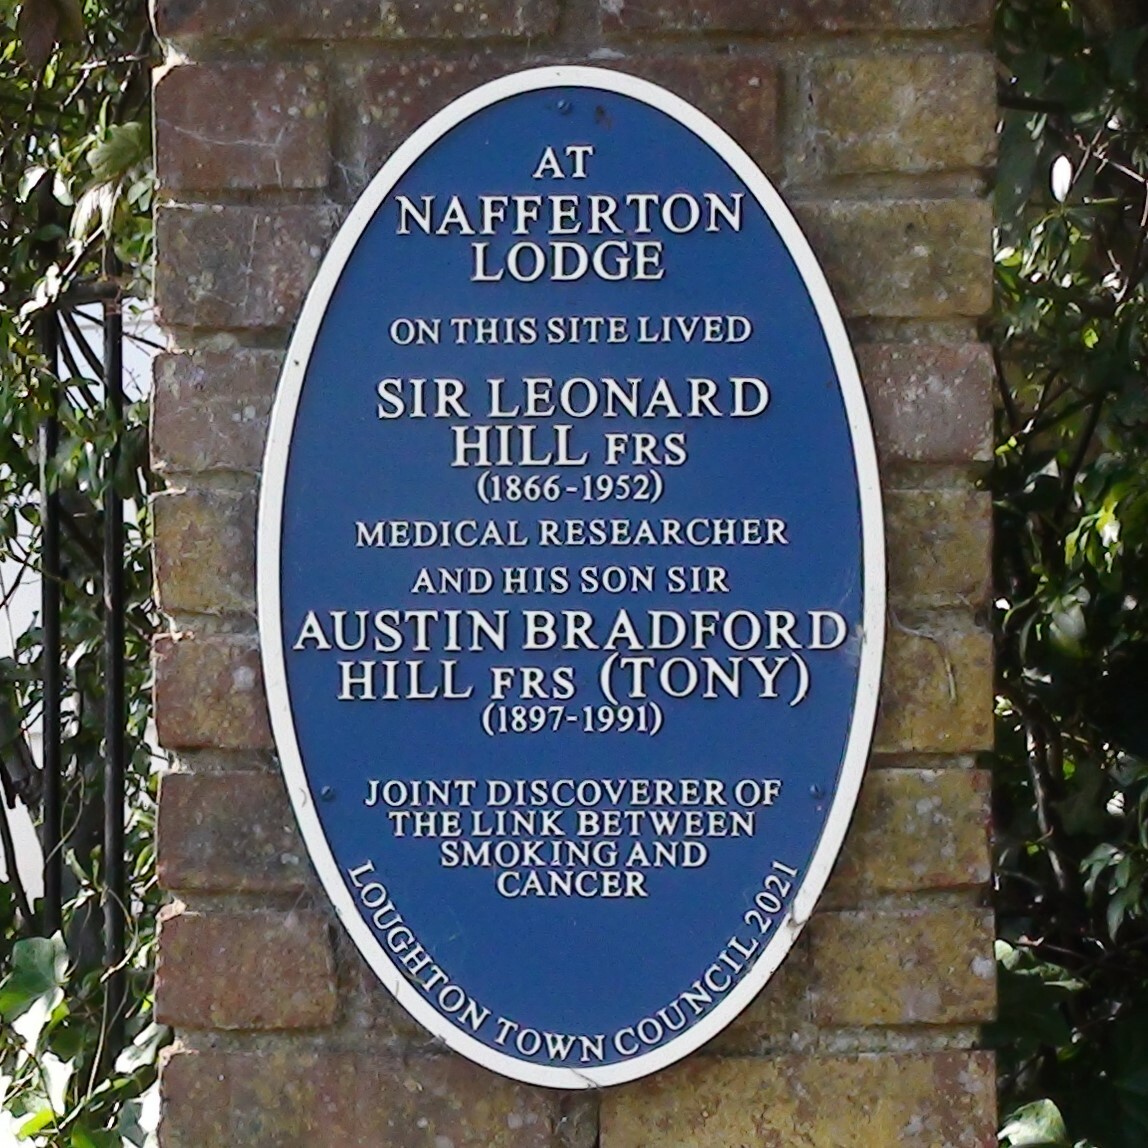 AT
NAFFERTON
LODGE
ON THIS SITE LIVED
SIR LEONARD
HILL FRS
(1866-1952)
MEDICAL RESEARCHER
AND HIS SON SIR
AUSTIN BRADFORD
HILL FRS (TONY)
(1897-1991)
JOINT DISCOVERER OF
THE LINK BETWEEN
SMOKING AND
CANCER
LOUGHTON TOWN COUNCIL 2021